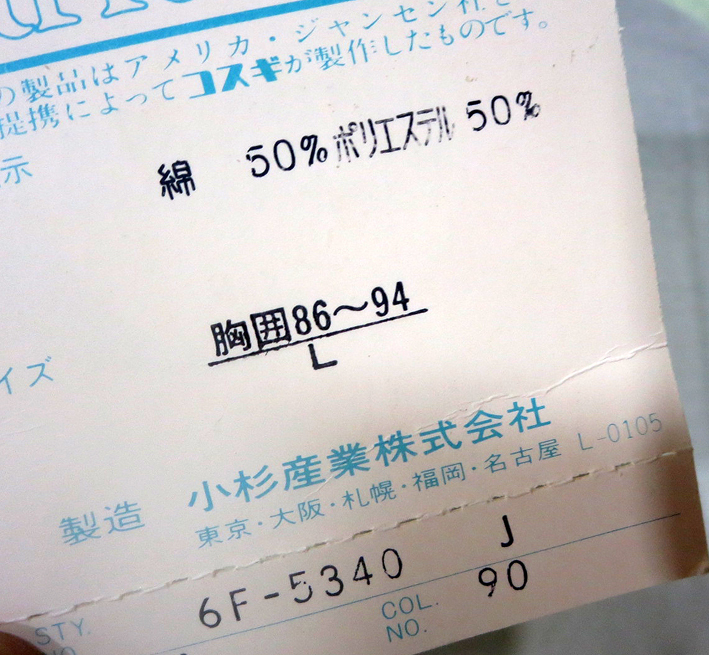 の製品はアメリカ・ジャンセン社と
提携によってコスギが製作したものです。
示 綿 50% ポリエステル 50%
胸囲86〜94
イズ L
製造 小杉産業株式会社
東京・大阪・札幌・福岡・名古屋 L-0105
STY. NO. 6F-5340 COL. NO. J 90